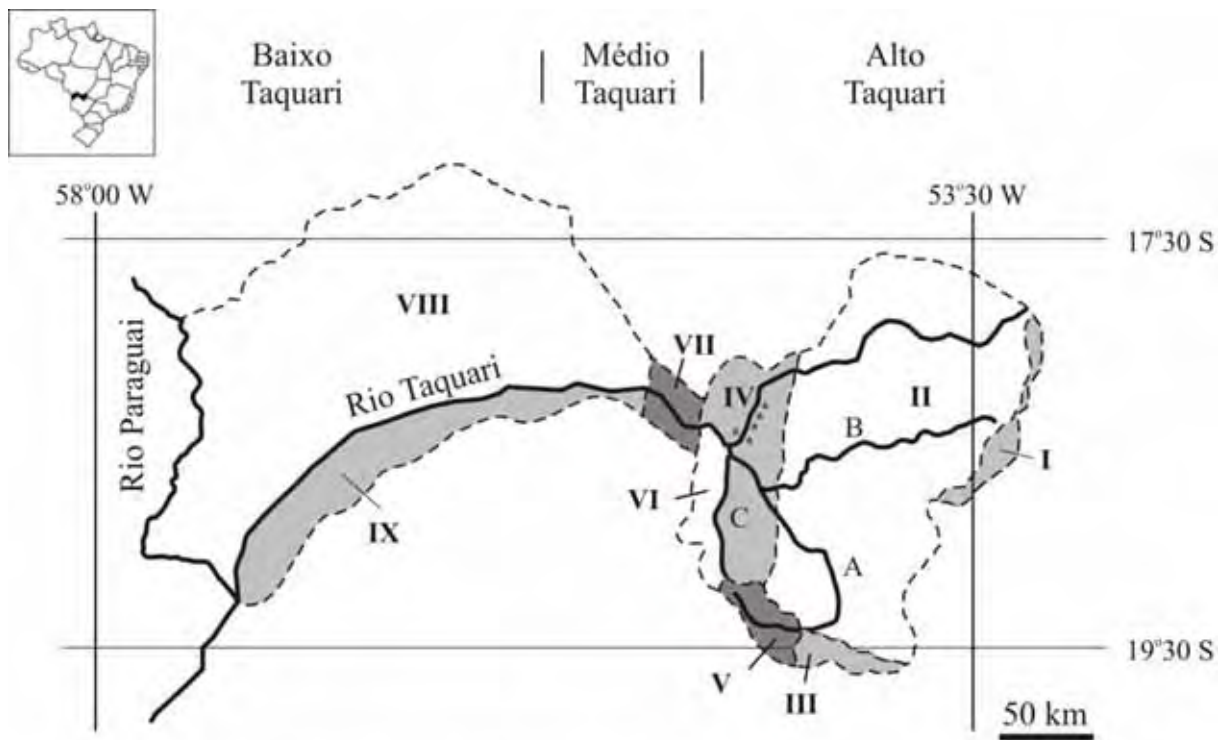 Baixo
Taquari
Médio
Taquari
Alto
Taquari
58°00 W
53°30 W
17°30 S
VIII
VII
IV
II
Rio Taquari
B
I
Rio Paraguai
VI
C
IX
A
19°30 S
V
III
50 km